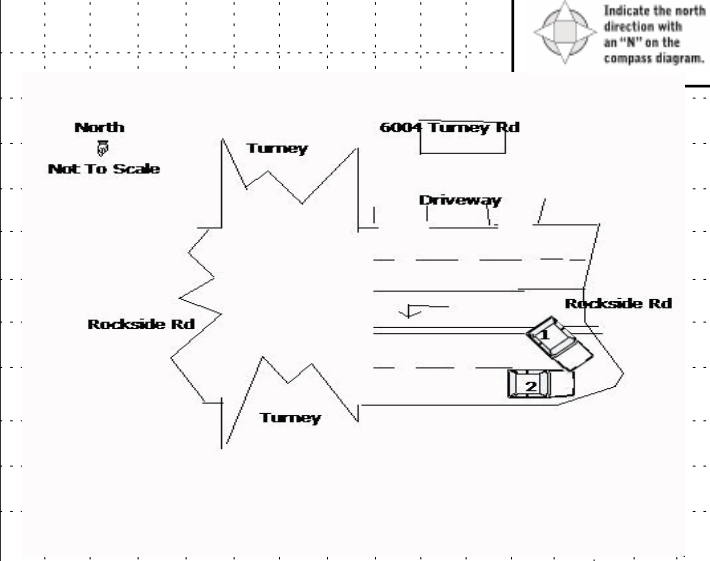 Indicate the north
direction with
an "N" on the
compass diagram.
North
Not To Scale
Turney
6004 Turney Rd
Driveway
Rockside Rd
Rockside Rd
1
2
Turney